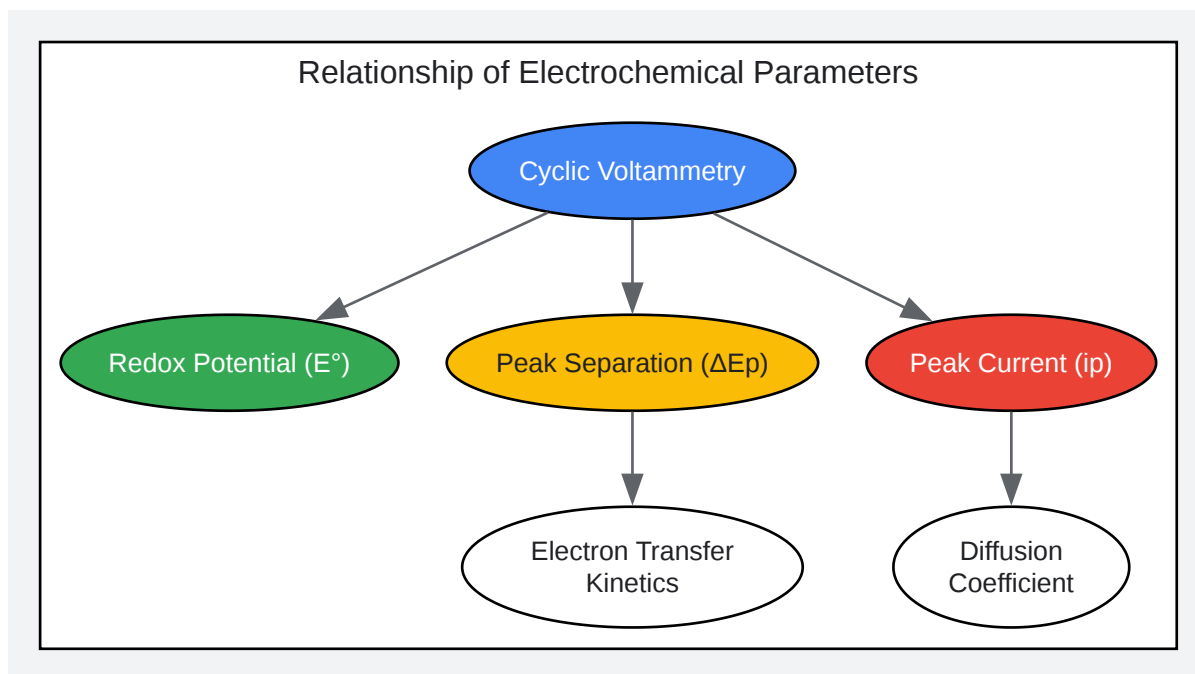 Relationship of Electrochemical Parameters
Cyclic Voltammetry
Redox Potential (E°)
Peak Separation (ΔEp)
Peak Current (ip)
Electron Transfer
Kinetics
Diffusion
Coefficient